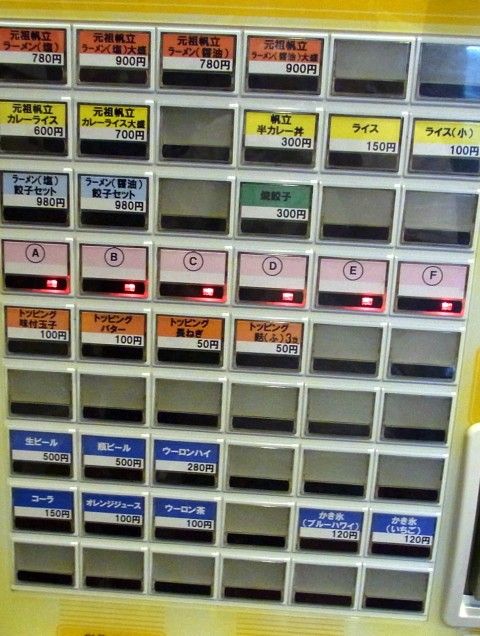 元祖帆立
ラーメン(塩)
780円
元祖帆立
ラーメン(塩)大盛
900円
元祖帆立
ラーメン(醤油)
780円
元祖帆立
ラーメン(醤油)大盛
900円
元祖帆立
カレーライス
600円
元祖帆立
カレーライス大盛
700円
帆立
半カレー丼
300円
ライス
150円
ライス(小)
100円
ラーメン(塩)
餃子セット
980円
ラーメン(醤油)
餃子セット
980円
焼餃子
300円
A
B
C
D
E
F
トッピング
味付玉子
100円
トッピング
バター
100円
トッピング
長ねぎ
50円
トッピング
麩(ふ)3コ
50円
生ビール
500円
瓶ビール
500円
ウーロンハイ
280円
コーラ
150円
オレンジジュース
100円
ウーロン茶
100円
かき氷
(ブルーハワイ)
120円
かき氷
(いちご)
120円